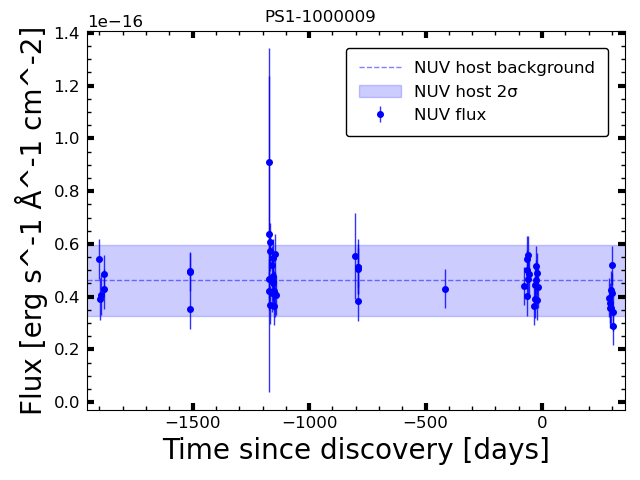 PS1-1000009
1e−16
1.4
1.2
1.0
0.8
0.6
0.4
0.2
0.0
Flux [erg s^-1 Å^-1 cm^-2]
NUV host background
NUV host 2σ
NUV flux
−1500 −1000 −500 0
Time since discovery [days]